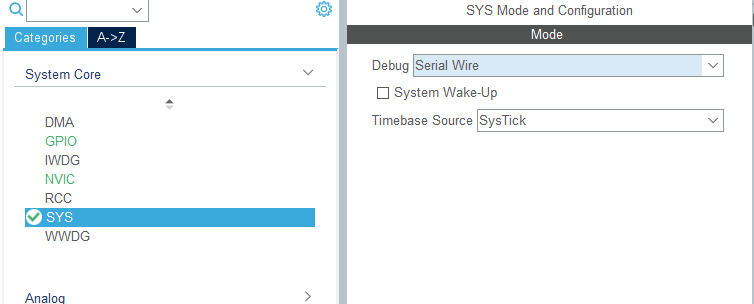 Categories
A->Z
System Core
DMA
GPIO
IWDG
NVIC
RCC
SYS
WWDG
Analog
SYS Mode and Configuration
Mode
Debug Serial Wire
System Wake-Up
Timebase Source SysTick